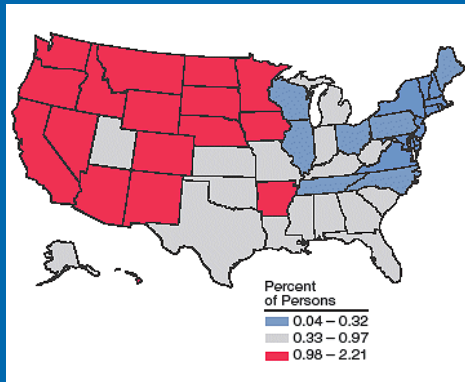 Percent
of Persons
0.04 – 0.32
0.33 – 0.97
0.98 – 2.21